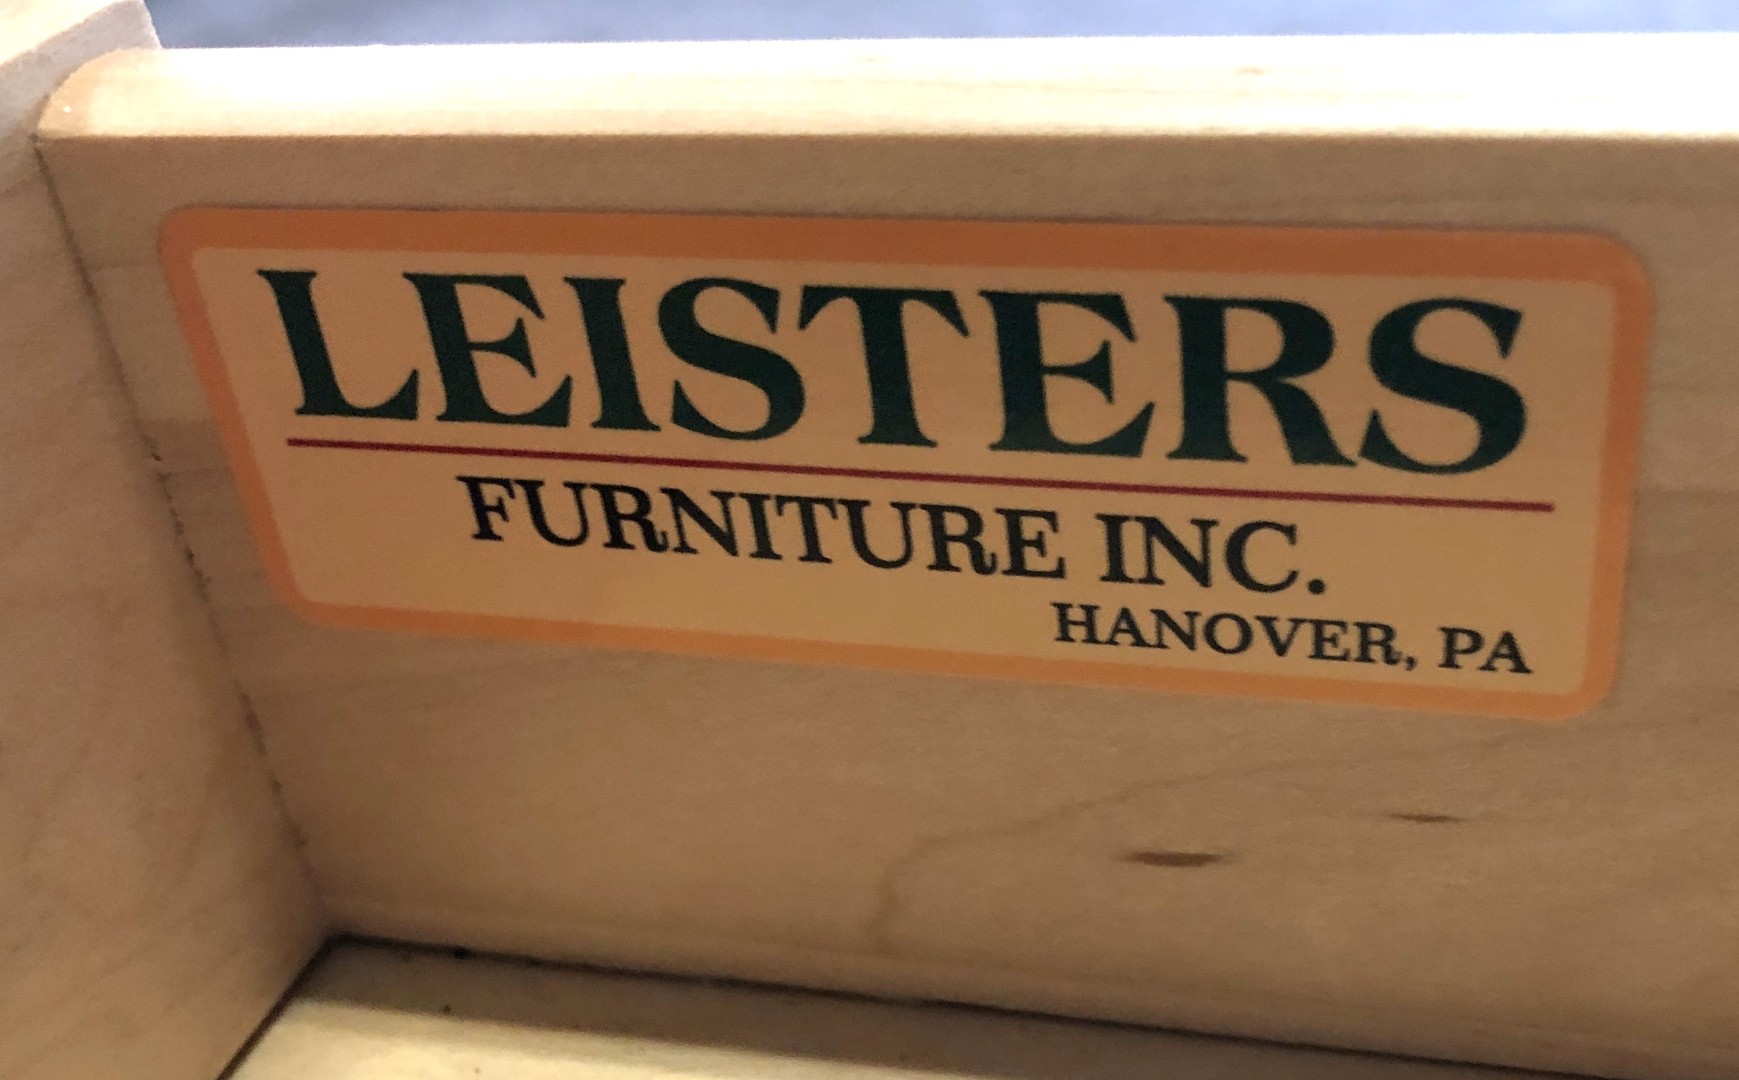 LEISTERS
FURNITURE INC.
HANOVER, PA